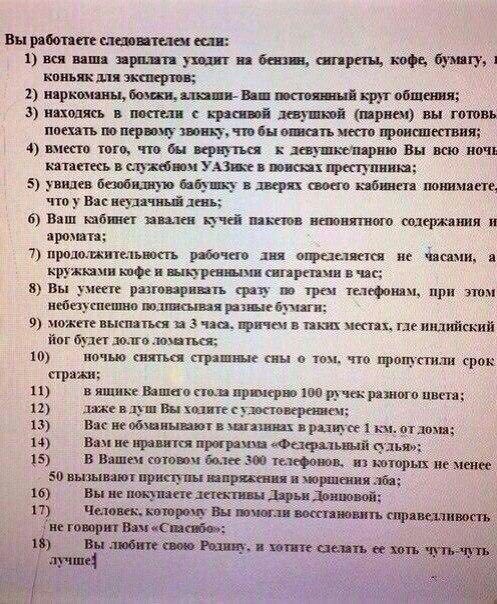 Вы работаете следователем если:
1) вся ваша зарплата уходит на бензин, сигареты, кофе, бумагу,
коньяк для экспертов;
2) наркоманы, бомжи, алкаши- Ваш постоянный круг общения;
3) находясь в постели с красивой девушкой (парнем) вы готовы
поехать по первому звонку, что бы описать место происшествия;
4) вместо того, что бы вернуться к девушке/парню Вы всю ночь
катаетесь в служебном УАЗике в поисках преступника;
5) увидев безобидную бабушку в дверях своего кабинета понимаете,
что у Вас неудачный день;
6) Ваш кабинет завален кучей пакетов непонятного содержания и
аромата;
7) продолжительность рабочего дня определяется не часами, а
кружками кофе и выкуренными сигаретами в час;
8) Вы умеете разговаривать сразу по трем телефонам, при этом
небезуспешно подписывая разные бумаги;
9) можете выспаться за 3 часа, причем в таких местах, где индийский
йог будет долго ломаться;
10) ночью сняться страшные сны о том, что пропустили срок
стражи;
11) в ящике Вашего стола примерно 100 ручек разного цвета;
12) даже в душ Вы ходите с удостоверением;
13) Вас не обманывают в магазинах в радиусе 1 км. от дома;
14) Вам не нравится программа «Федеральный судья»;
15) В Вашем сотовом более 300 телефонов, из которых не менее
50 вызывают приступы напряжения и морщения лба;
16) Вы не покупаете детективы Дарьи Донцовой;
17) Человек, которому Вы помогли восстановить справедливость
не говорит Вам «Спасибо»;
18) Вы любите свою Родину, и хотите сделать ее хоть чуть-чуть
лучше!